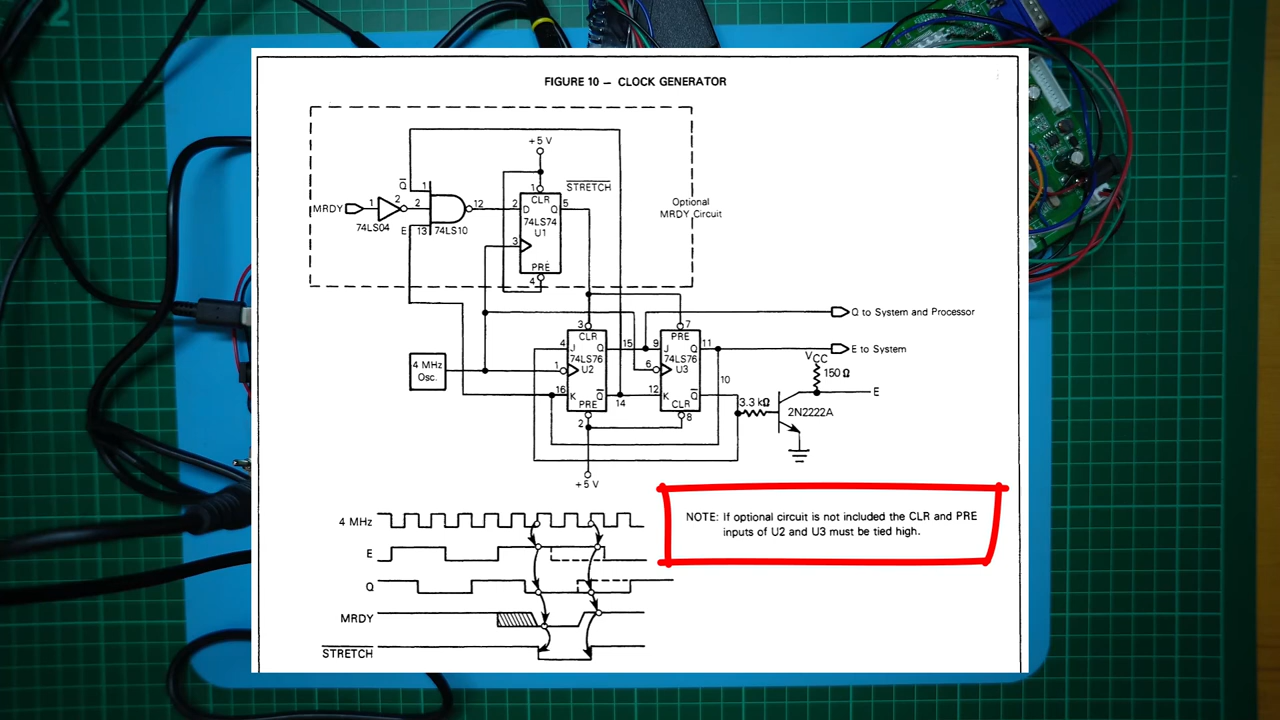 FIGURE 10 – CLOCK GENERATOR
+5 V
STRETCH
Optional
MRDY Circuit
MRDY
1
2
74LS04
Q
1
2
E
13
12
74LS10
1
CLR
2
D
Q
5
74LS74
U1
3
PRE
4
4 MHz
Osc.
3
CLR
4
J
Q
15
74LS76
1
U2
16
K
Q
14
PRE
2
+5 V
7
PRE
9
J
Q
11
74LS76
6
U3
12
K
Q
10
CLR
8
Q to System and Processor
E to System
VCC
150 Ω
3.3 kΩ
E
2N2222A
4 MHz
E
Q
MRDY
STRETCH
NOTE: If optional circuit is not included the CLR and PRE
inputs of U2 and U3 must be tied high.